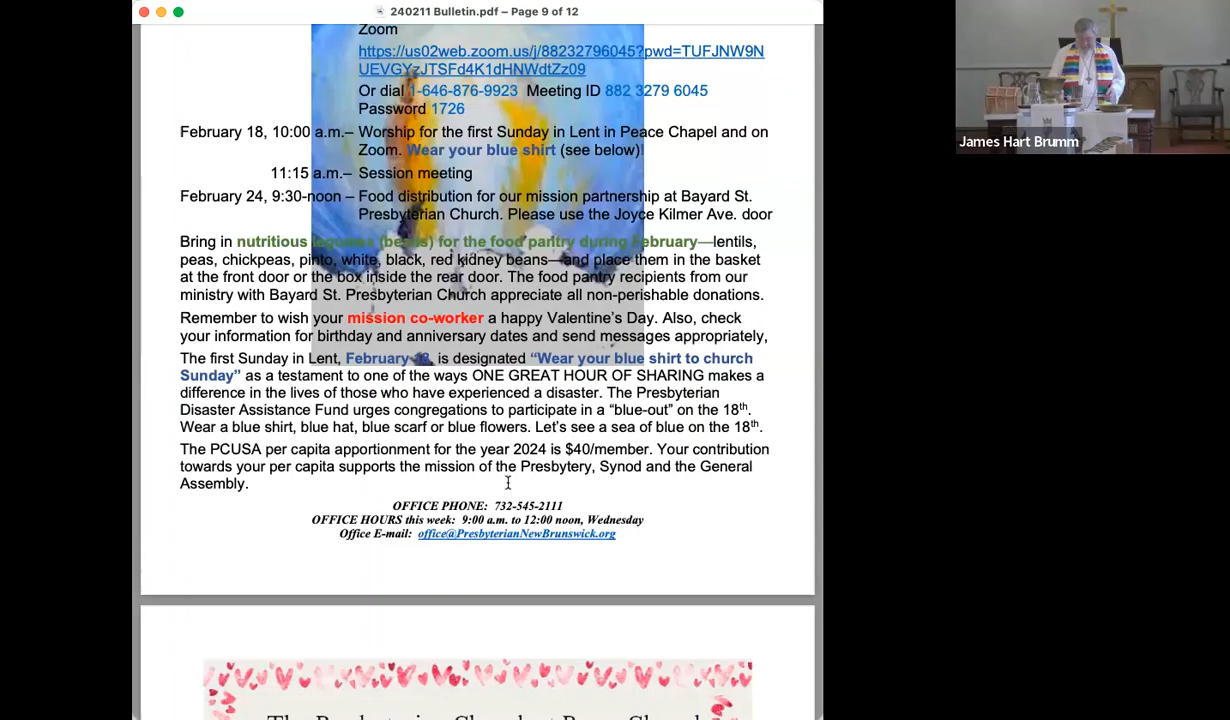 240211 Bulletin.pdf – Page 9 of 12
Zoom
https://us02web.zoom.us/j/88232796045?pwd=TUFJNW9N
UEVGYzJTSFd4K1dHNWdtZz09
Or dial 1-646-876-9923 Meeting ID 882 3279 6045
Password 1726
February 18, 10:00 a.m.– Worship for the first Sunday in Lent in Peace Chapel and on
Zoom. Wear your blue shirt (see below)!
11:15 a.m.– Session meeting
February 24, 9:30-noon – Food distribution for our mission partnership at Bayard St.
Presbyterian Church. Please use the Joyce Kilmer Ave. door
Bring in nutritious legumes (beans) for the food pantry during February—lentils,
peas, chickpeas, pinto, white, black, red kidney beans—and place them in the basket
at the front door or the box inside the rear door. The food pantry recipients from our
ministry with Bayard St. Presbyterian Church appreciate all non-perishable donations.
Remember to wish your mission co-worker a happy Valentine's Day. Also, check
your information for birthday and anniversary dates and send messages appropriately,
The first Sunday in Lent, February 18, is designated “Wear your blue shirt to church
Sunday” as a testament to one of the ways ONE GREAT HOUR OF SHARING makes a
difference in the lives of those who have experienced a disaster. The Presbyterian
Disaster Assistance Fund urges congregations to participate in a “blue-out” on the 18th.
Wear a blue shirt, blue hat, blue scarf or blue flowers. Let's see a sea of blue on the 18th.
The PCUSA per capita apportionment for the year 2024 is $40/member. Your contribution
towards your per capita supports the mission of the Presbytery, Synod and the General
Assembly.
OFFICE PHONE: 732-545-2111
OFFICE HOURS this week: 9:00 a.m. to 12:00 noon, Wednesday
Office E-mail: office@PresbyterianNewBrunswick.org
James Hart Brumm